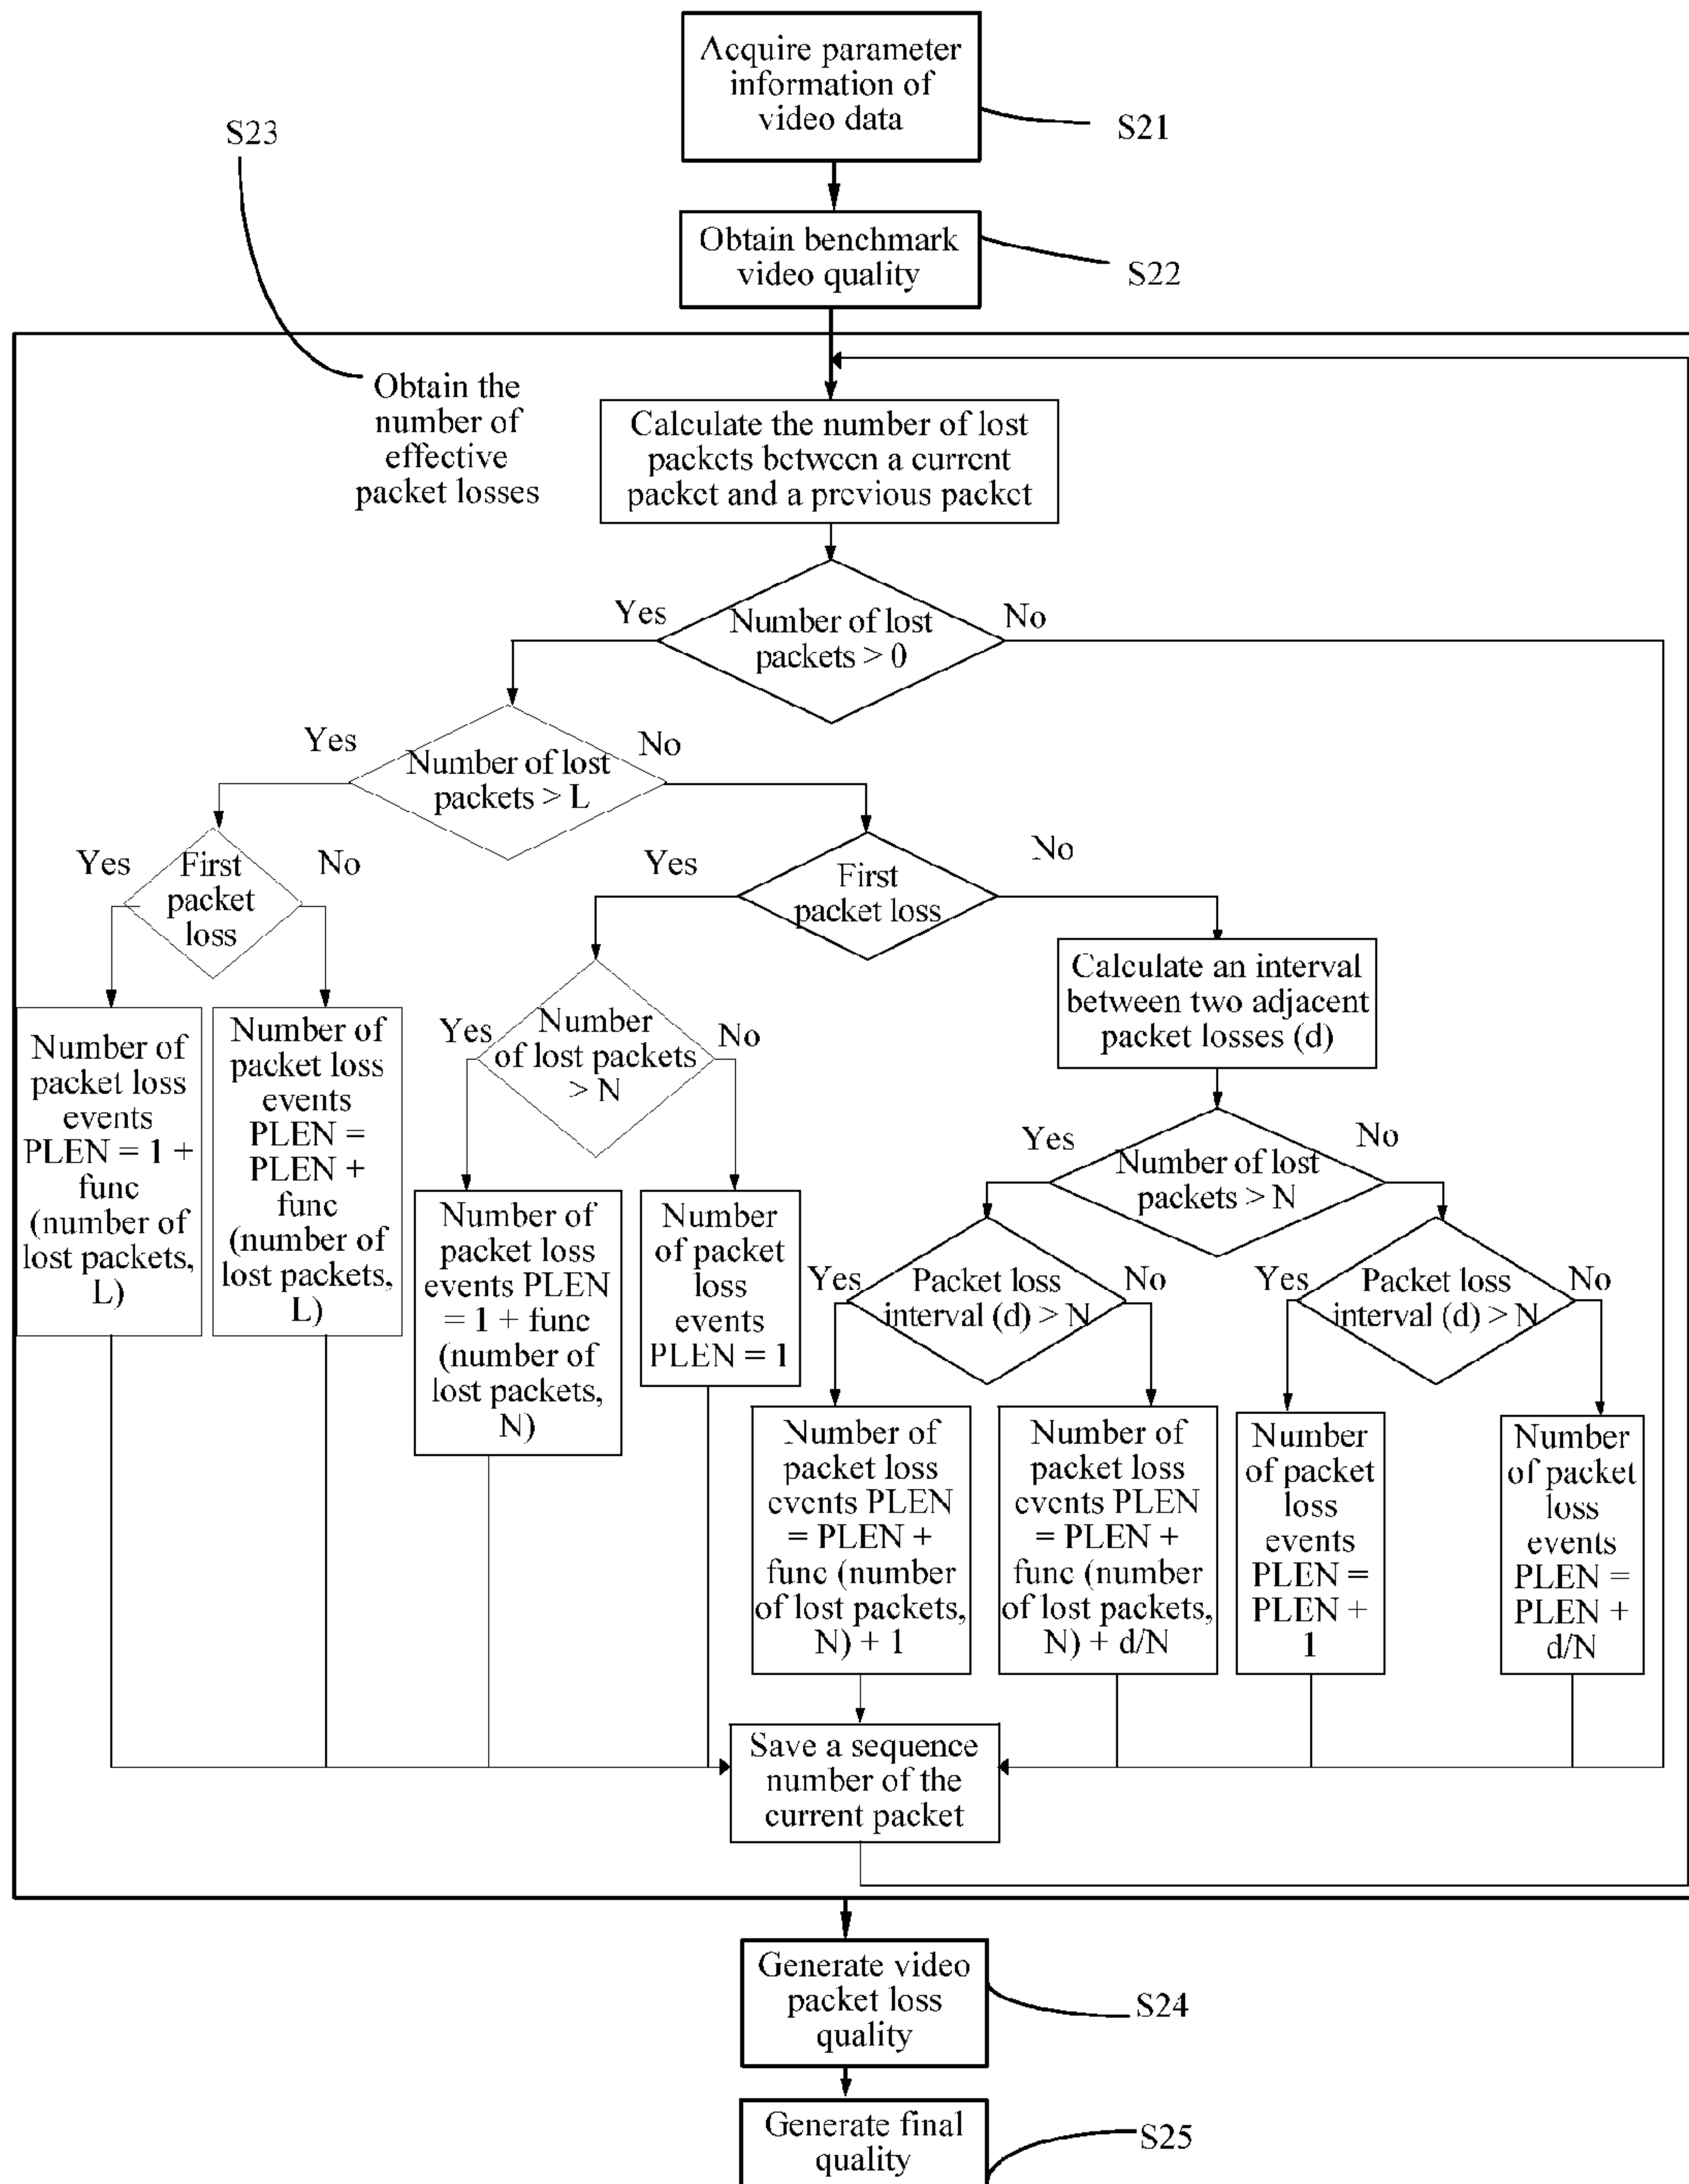 Acquire parameter
information of
video data
S21
S23
Obtain benchmark
video quality
S22
Obtain the
number of
effective
packet losses
Calculate the number of lost
packets between a current
packet and a previous packet
Yes
Number of lost
packets > 0
No
Yes
Number of lost
packets > L
No
Yes
First
packet
loss
No
Yes
First
packet loss
No
Calculate an interval
between two adjacent
packet losses (d)
Number of
packet loss
events
PLEN = 1 +
func
(number of
lost packets,
L)
Number of
packet loss
events
PLEN =
PLEN +
func
(number of
lost packets,
L)
Yes
Number
of lost packets
> N
No
Yes
Number of lost
packets > N
No
Number of
packet loss
events PLEN
= 1 + func
(number of
lost packets,
N)
Number
of packet
loss
events
PLEN = 1
Yes
Packet loss
interval (d) > N
No
Yes
Packet loss
interval (d) > N
No
Number of
packet loss
events PLEN
= PLEN +
func (number
of lost packets,
N) + 1
Number of
packet loss
events PLEN
= PLEN +
func (number
of lost packets,
N) + d/N
Number
of packet
loss
events
PLEN =
PLEN +
1
Number
of packet
loss
events
PLEN =
PLEN +
d/N
Save a sequence
number of the
current packet
Generate video
packet loss
quality
S24
Generate final
quality
S25